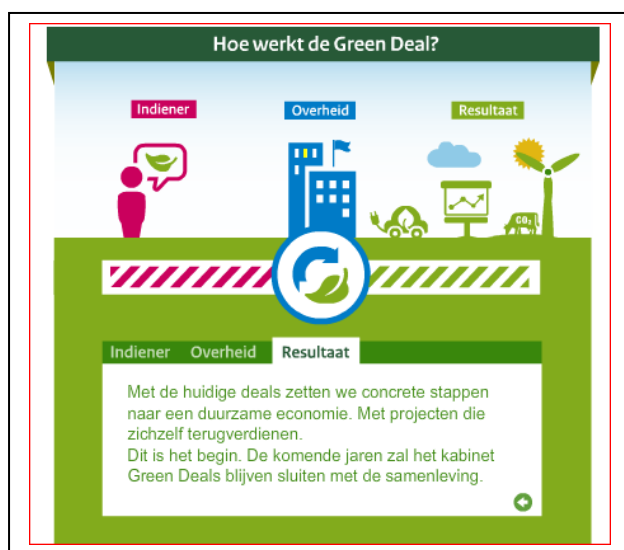 Hoe werkt de Green Deal?
Indiener
Overheid
Resultaat
CO₂
Indiener Overheid Resultaat
Met de huidige deals zetten we concrete stappen
naar een duurzame economie. Met projecten die
zichzelf terugverdienen.
Dit is het begin. De komende jaren zal het kabinet
Green Deals blijven sluiten met de samenleving.